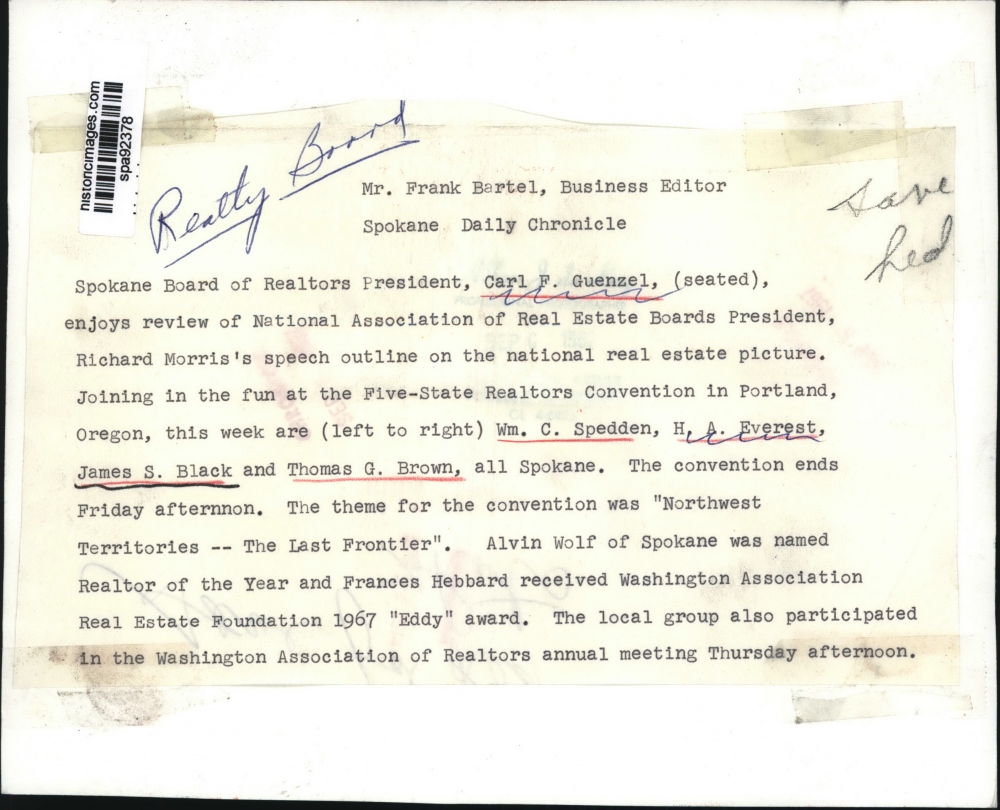 historicimages.com
spa92378
Realty Board
Mr. Frank Bartel, Business Editor
Spokane Daily Chronicle
save
hed
Spokane Board of Realtors President, Carl F. Guenzel, (seated),
enjoys review of National Association of Real Estate Boards President,
Richard Morris's speech outline on the national real estate picture.
Joining in the fun at the Five-State Realtors Convention in Portland,
Oregon, this week are (left to right) Wm. C. Spedden, H. A. Everest,
James S. Black and Thomas G. Brown, all Spokane. The convention ends
Friday afternnon. The theme for the convention was "Northwest
Territories -- The Last Frontier". Alvin Wolf of Spokane was named
Realtor of the Year and Frances Hebbard received Washington Association
Real Estate Foundation 1967 "Eddy" award. The local group also participated
in the Washington Association of Realtors annual meeting Thursday afternoon.